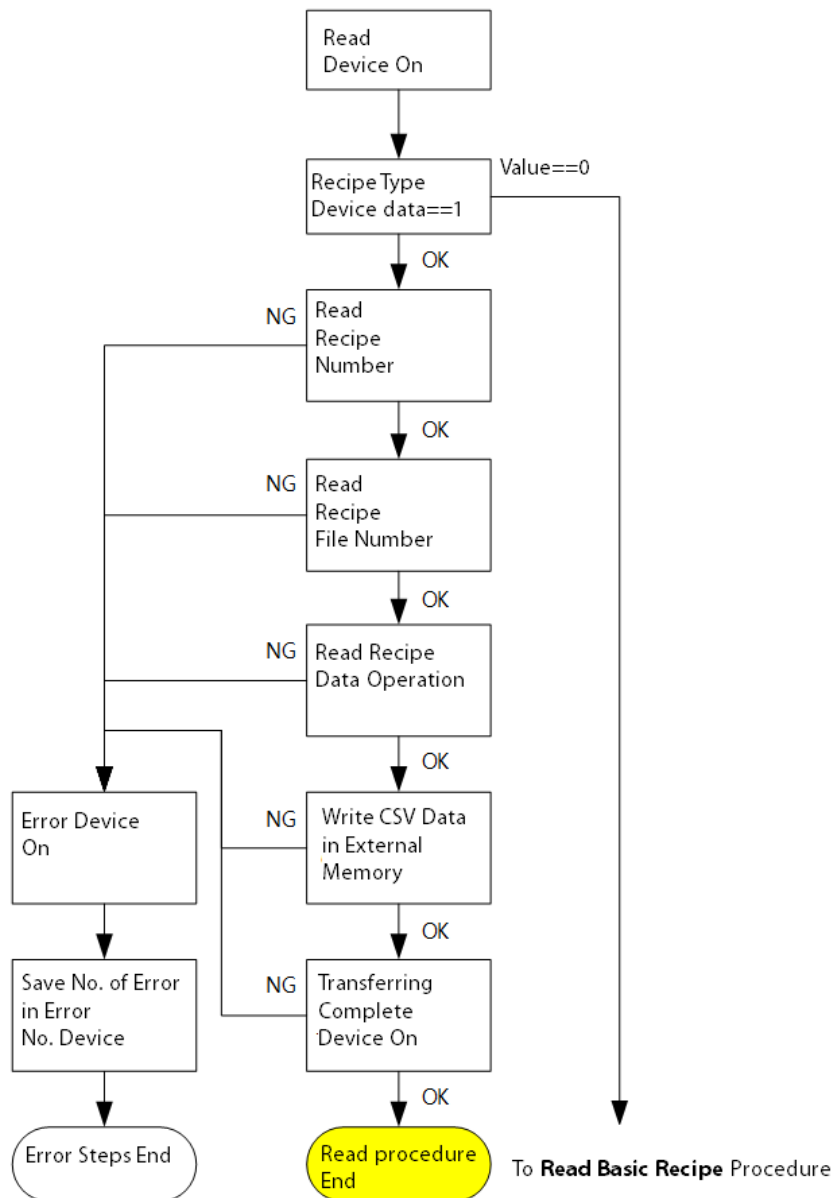 Read
Device On
Value==0
Recipe Type
Device data==1
OK
NG
Read
Recipe
Number
OK
NG
Read
Recipe
File Number
OK
NG
Read Recipe
Data Operation
OK
Error Device
On
NG
Write CSV Data
in External
Memory
OK
Save No. of Error
in Error
No. Device
NG
Transferring
Complete
Device On
OK
Error Steps End
Read procedure
End
To Read Basic Recipe Procedure